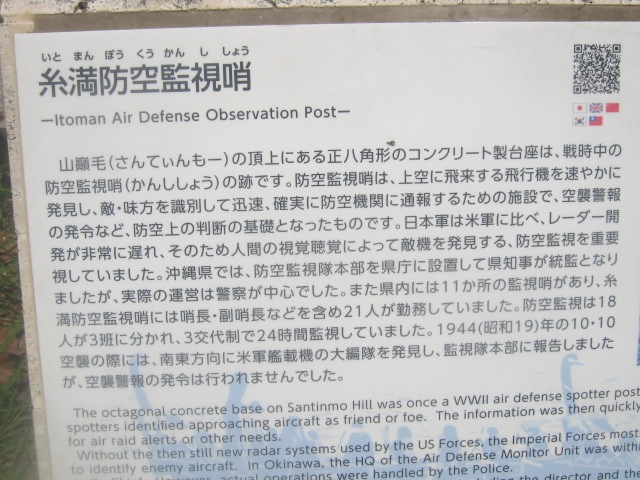 いとまんぼうくうかんししょう
糸満防空監視哨
—Itoman Air Defense Observation Post—
山巓毛(さんてぃんもー)の頂上にある正八角形のコンクリート製台座は、戦時中の
防空監視哨(かんししょう)の跡です。防空監視哨は、上空に飛来する飛行機を速やかに
発見し、敵・味方を識別して迅速、確実に防空機関に通報するための施設で、空襲警報
の発令など、防空上の判断の基礎となったものです。日本軍は米軍に比べ、レーダー開
発が非常に遅れ、そのため人間の視覚聴覚によって敵機を発見する、防空監視を重要
視していました。沖縄県では、防空監視隊本部を県庁に設置して県知事が統監となり
ましたが、実際の運営は警察が中心でした。また県内には11か所の監視哨があり、糸
満防空監視哨には哨長・副哨長などを含め21人が勤務していました。防空監視は18
人が3班に分かれ、3交代制で24時間監視していました。1944(昭和19)年の10・10
空襲の際には、南東方向に米軍艦載機の大編隊を発見し、監視隊本部に報告しました
が、空襲警報の発令は行われませんでした。
The octagonal concrete base on Santinmo Hill was once a WWII air defense spotter post
spotters identified approaching aircraft as friend or foe. The information was then quickly
for air raid alerts or other needs.
Without the then still new radar systems used by the US Forces, the Imperial Forces most
to identify enemy aircraft. In Okinawa, the HQ of the Air Defense Monitor Unit was withi
However, actual operations were handled by the Police.
the director and the